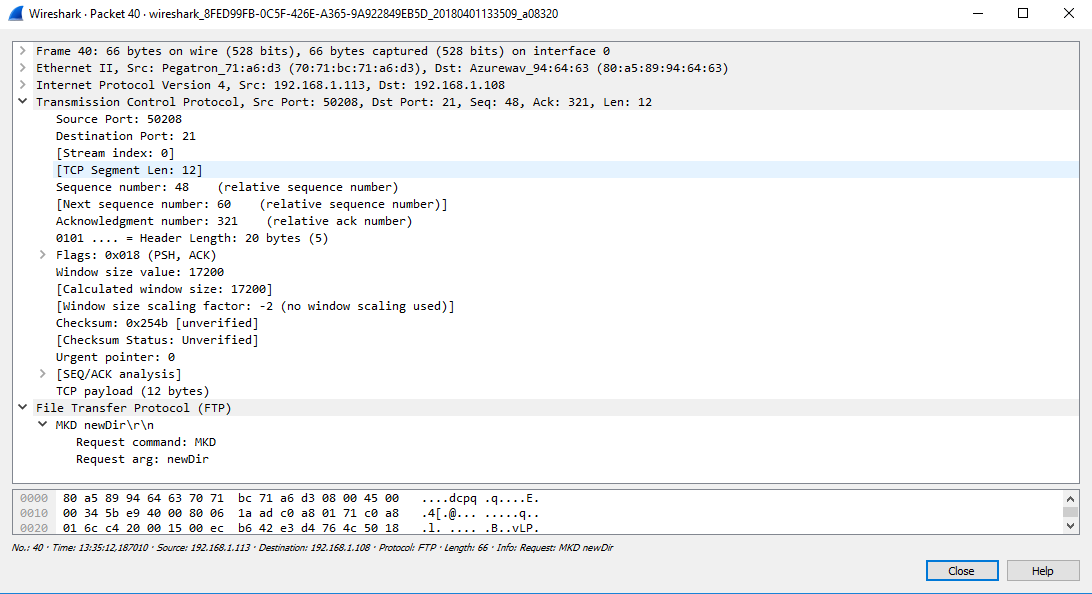 Wireshark · Packet 40 · wireshark_8FED99FB-0C5F-426E-A365-9A922849EB5D_20180401133509_a08320
Frame 40: 66 bytes on wire (528 bits), 66 bytes captured (528 bits) on interface 0
Ethernet II, Src: Pegatron_71:a6:d3 (70:71:bc:71:a6:d3), Dst: Azurewav_94:64:63 (80:a5:89:94:64:63)
Internet Protocol Version 4, Src: 192.168.1.113, Dst: 192.168.1.108
Transmission Control Protocol, Src Port: 50208, Dst Port: 21, Seq: 48, Ack: 321, Len: 12
Source Port: 50208
Destination Port: 21
[Stream index: 0]
[TCP Segment Len: 12]
Sequence number: 48    (relative sequence number)
[Next sequence number: 60    (relative sequence number)]
Acknowledgment number: 321    (relative ack number)
0101 .... = Header Length: 20 bytes (5)
Flags: 0x018 (PSH, ACK)
Window size value: 17200
[Calculated window size: 17200]
[Window size scaling factor: -2 (no window scaling used)]
Checksum: 0x254b [unverified]
[Checksum Status: Unverified]
Urgent pointer: 0
[SEQ/ACK analysis]
TCP payload (12 bytes)
File Transfer Protocol (FTP)
MKD newDir\r\n
Request command: MKD
Request arg: newDir
0000  80 a5 89 94 64 63 70 71  bc 71 a6 d3 08 00 45 00   ....dcpq .q....E.
0010  00 34 5b e9 40 00 80 06  1a ad c0 a8 01 71 c0 a8   .4[.@... .....q..
0020  01 6c c4 20 00 15 00 ec  b6 42 e3 d4 76 4c 50 18   .l. .... .B..vLP.
No.: 40 · Time: 13:35:12,187010 · Source: 192.168.1.113 · Destination: 192.168.1.108 · Protocol: FTP · Length: 66 · Info: Request: MKD newDir
Close
Help